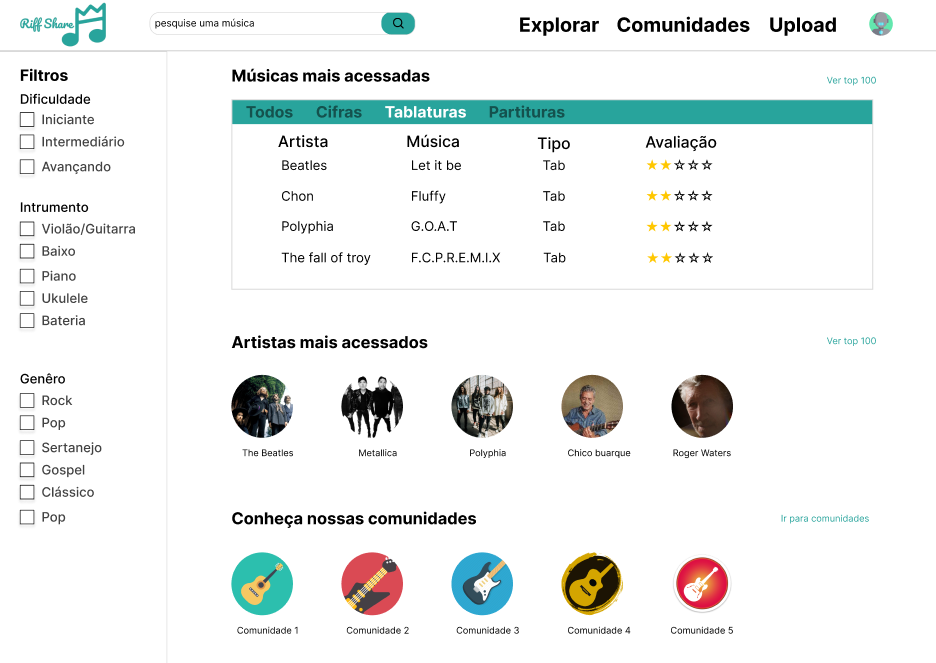 Riff Share
pesquise uma música
Explorar Comunidades Upload
Filtros
Dificuldade
Iniciante
Intermediário
Avançando
Intrumento
Violão/Guitarra
Baixo
Piano
Ukulele
Bateria
Genêro
Rock
Pop
Sertanejo
Gospel
Clássico
Pop
Músicas mais acessadas
Ver top 100
Todos Cifras Tablaturas Partituras
Artista Música Tipo Avaliação
Beatles Let it be Tab
Chon Fluffy Tab
Polyphia G.O.A.T Tab
The fall of troy F.C.P.R.E.M.I.X Tab
Artistas mais acessados
Ver top 100
The Beatles Metallica Polyphia Chico buarque Roger Waters
Conheça nossas comunidades
Ir para comunidades
Comunidade 1 Comunidade 2 Comunidade 3 Comunidade 4 Comunidade 5